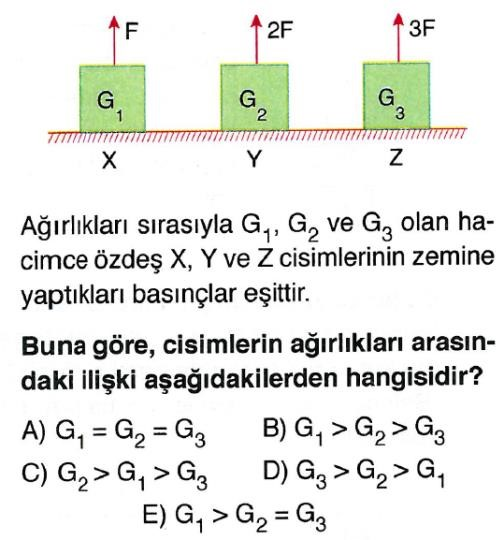 F 2F 3F
G₁ G₂ G₃
X Y Z
Ağırlıkları sırasıyla G₁, G₂ ve G₃ olan ha-
cimce özdeş X, Y ve Z cisimlerinin zemine
yaptıkları basınçlar eşittir.
Buna göre, cisimlerin ağırlıkları arasın-
daki ilişki aşağıdakilerden hangisidir?
A) G₁ = G₂ = G₃ B) G₁ > G₂ > G₃
C) G₂ > G₁ > G₃ D) G₃ > G₂ > G₁
E) G₁ > G₂ = G₃